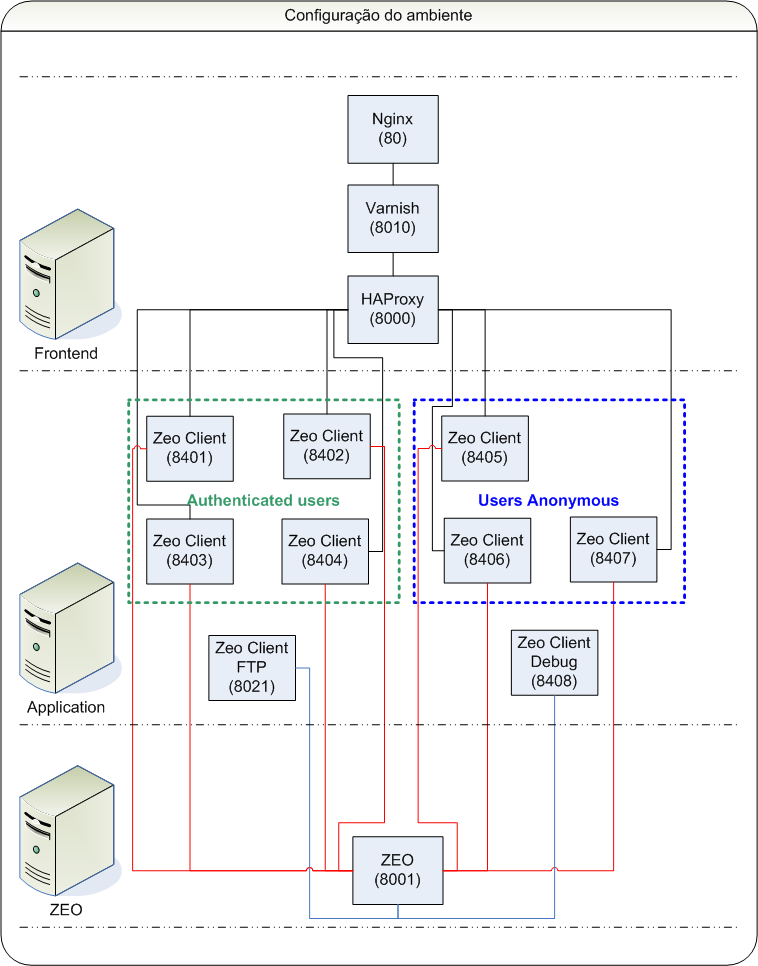 Configuração do ambiente
Nginx
(80)
Varnish
(8010)
HAProxy
(8000)
Frontend
Zeo Client
(8401)
Zeo Client
(8402)
Zeo Client
(8405)
Authenticated users
Users Anonymous
Zeo Client
(8403)
Zeo Client
(8404)
Zeo Client
(8406)
Zeo Client
(8407)
Zeo Client
FTP
(8021)
Zeo Client
Debug
(8408)
Application
ZEO
(8001)
ZEO